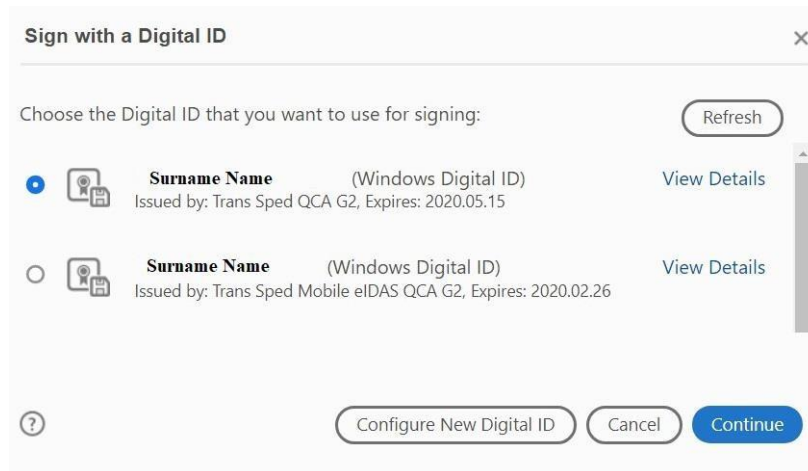 Sign with a Digital ID
Choose the Digital ID that you want to use for signing:
Refresh
Surname Name (Windows Digital ID) View Details
Issued by: Trans Sped QCA G2, Expires: 2020.05.15
Surname Name (Windows Digital ID) View Details
Issued by: Trans Sped Mobile eIDAS QCA G2, Expires: 2020.02.26
? Configure New Digital ID Cancel Continue